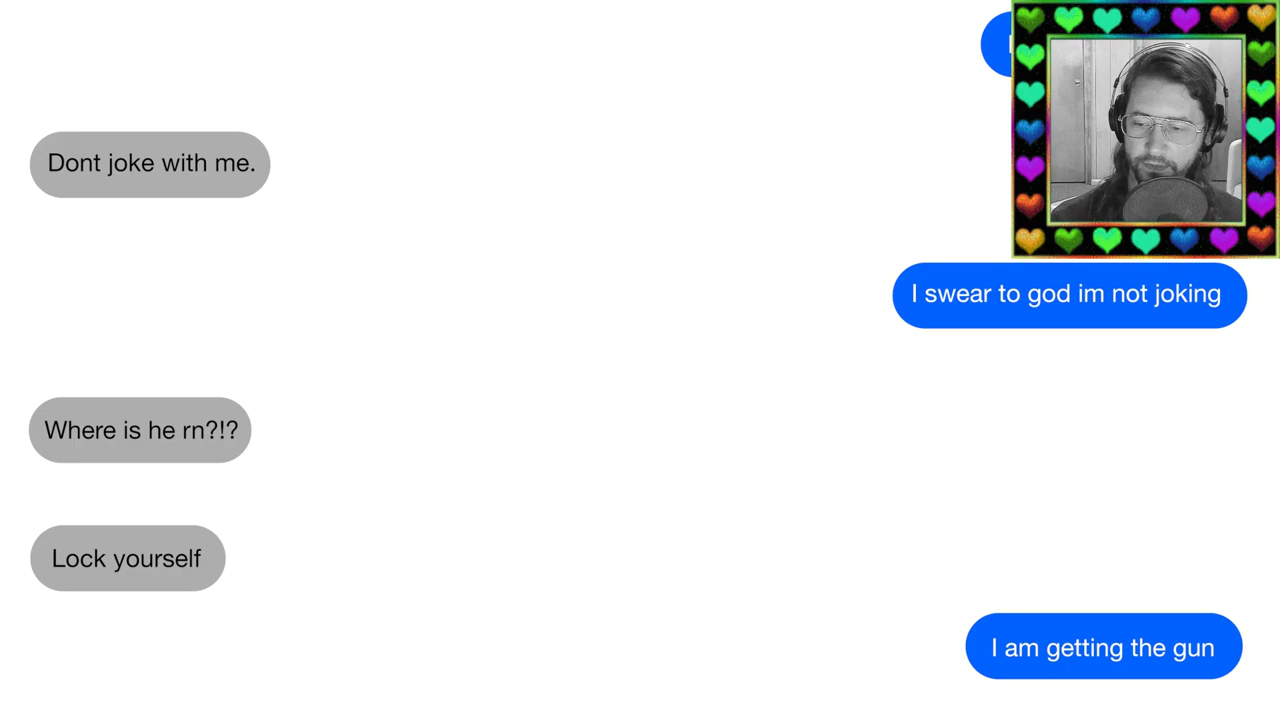 Dont joke with me.
I swear to god im not joking
Where is he rn?!?
Lock yourself
I am getting the gun